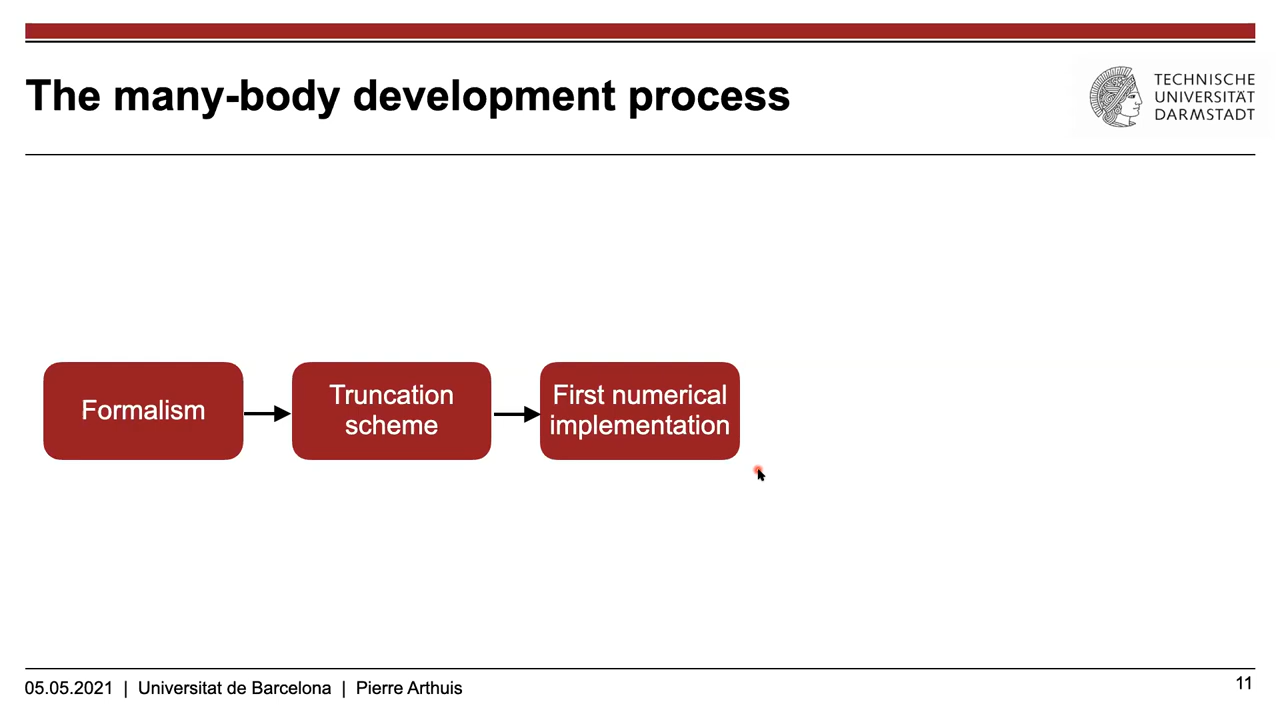 The many-body development process
TECHNISCHE
UNIVERSITÄT
DARMSTADT
Formalism
Truncation
scheme
First numerical
implementation
05.05.2021 | Universitat de Barcelona | Pierre Arthuis
11